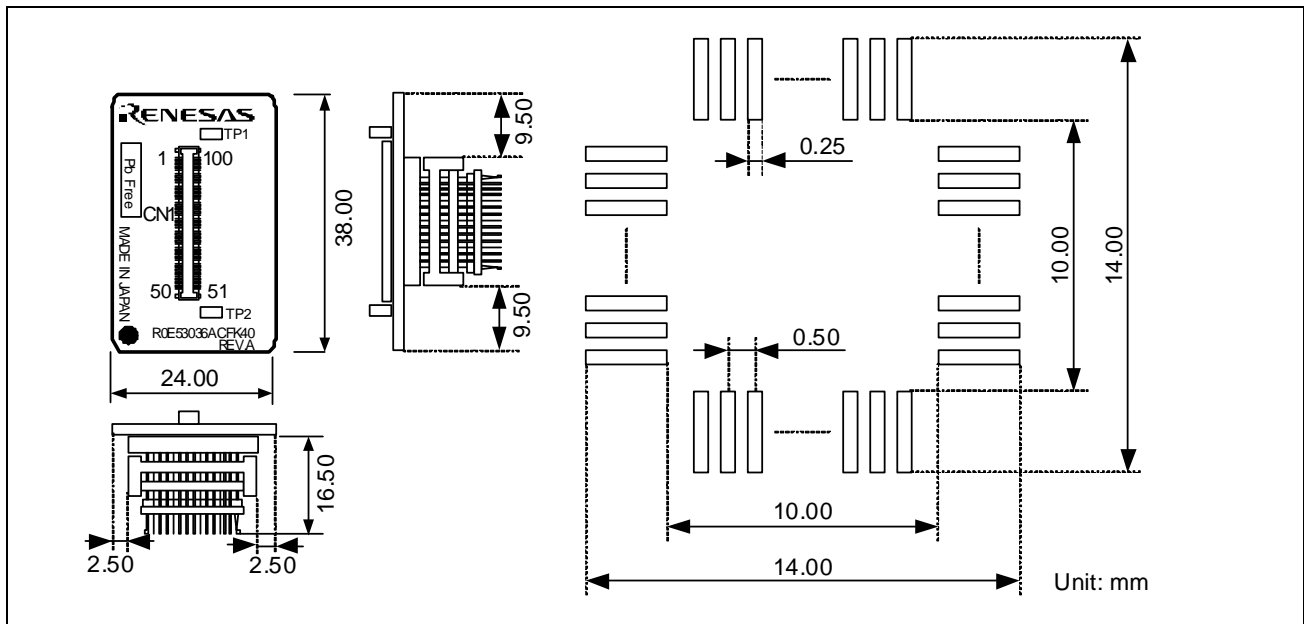 RENESAS
TP1
1 100
Pb Free
CN1
MADE IN JAPAN
50 51
TP2
R0E53036ACFK40
REV.A
24.00
38.00
9.50
9.50
16.50
2.50 2.50
0.25
0.50
10.00
14.00
10.00
14.00
Unit: mm